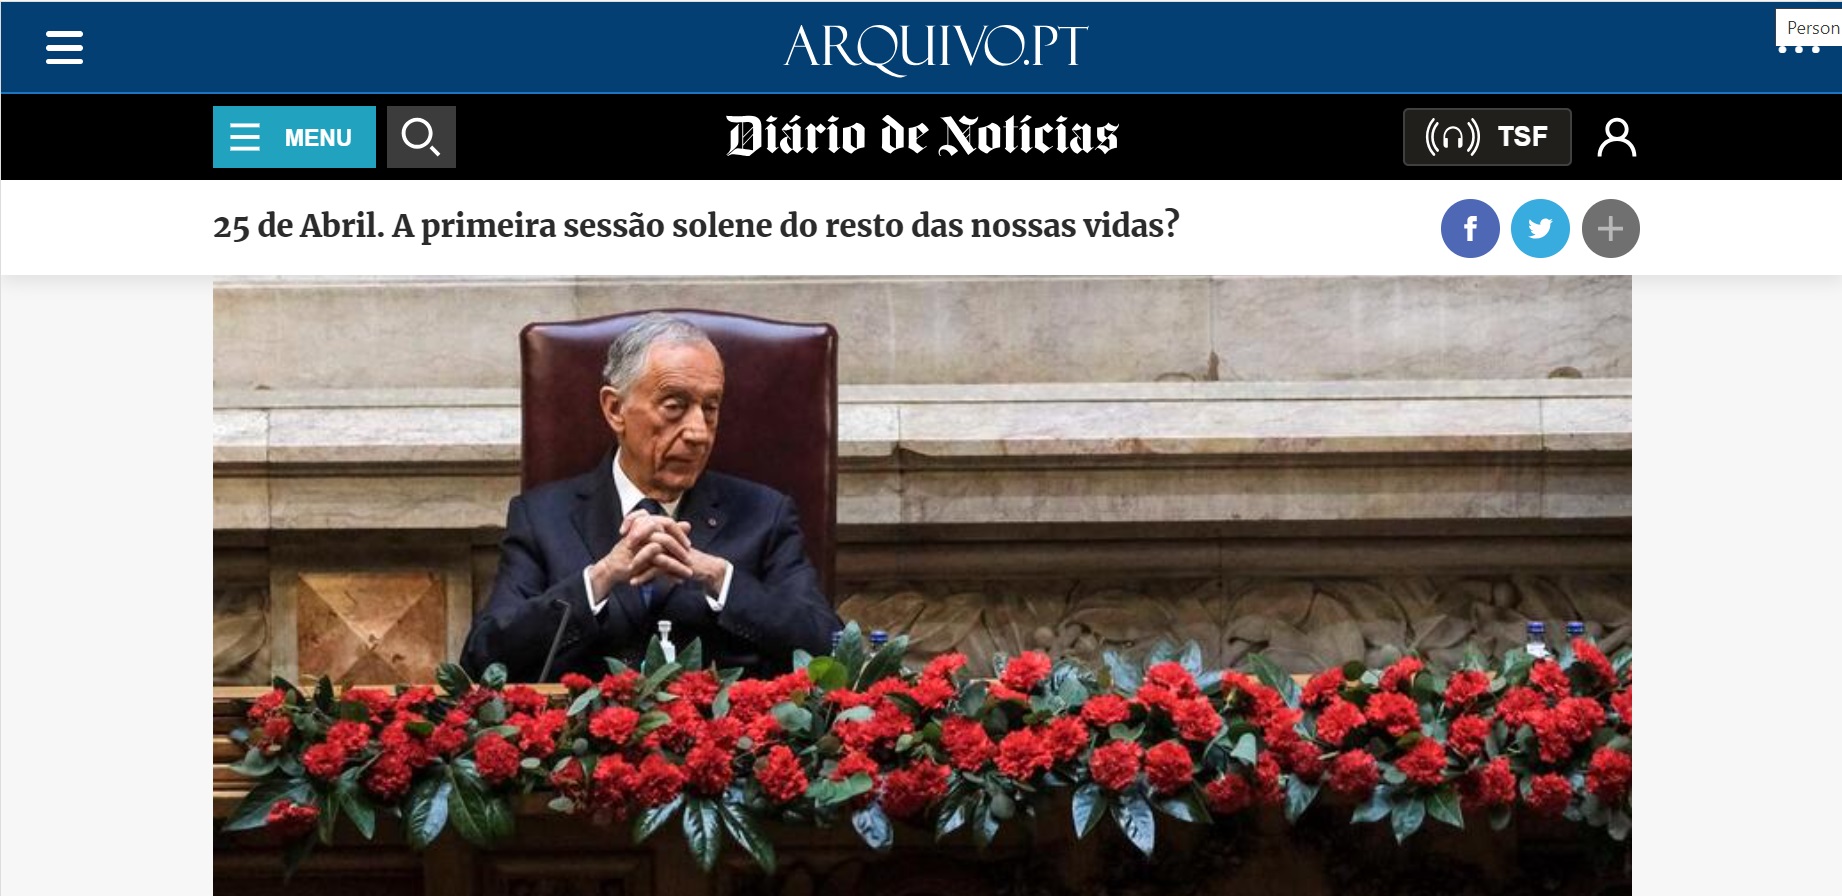 ARQUIVO.PT
Person
MENU
Diário de Notícias
TSF
25 de Abril. A primeira sessão solene do resto das nossas vidas?